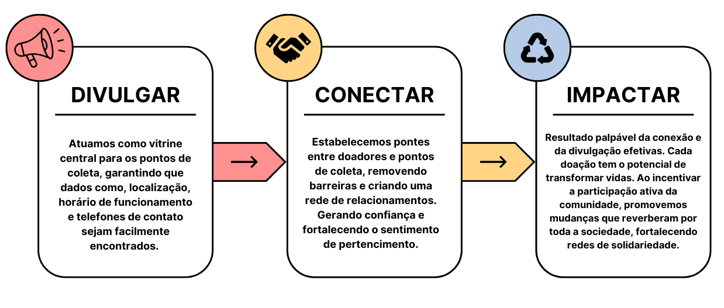 DIVULGAR
Atuamos como vitrine
central para os pontos de
coleta, garantindo que
dados como, localização,
horário de funcionamento
e telefones de contato
sejam facilmente
encontrados.
CONECTAR
Estabelecemos pontes
entre doadores e pontos
de coleta, removendo
barreiras e criando uma
rede de relacionamentos.
Gerando confiança e
fortalecendo o sentimento
de pertencimento.
IMPACTAR
Resultado palpável da conexão e
da divulgação efetivas. Cada
doação tem o potencial de
transformar vidas. Ao incentivar
a participação ativa da
comunidade, promovemos
mudanças que reverberam por
toda a sociedade, fortalecendo
redes de solidariedade.